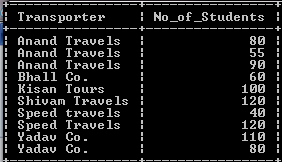 Transporter No_of_Students
Anand Travels 80
Anand Travels 55
Anand Travels 90
Bhall Co. 60
Kisan Tours 100
Shivam Travels 120
Speed travels 40
Speed Travels 120
Yadav Co. 110
Yadav Co. 80